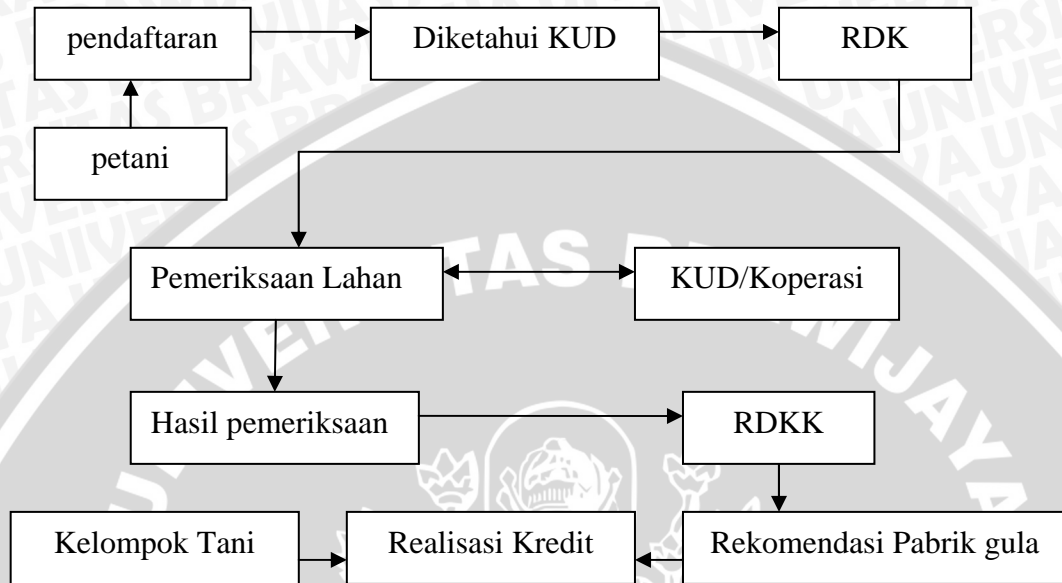 pendaftaran
Diketahui KUD
RDK
petani
Pemeriksaan Lahan
KUD/Koperasi
Hasil pemeriksaan
RDKK
Kelompok Tani
Realisasi Kredit
Rekomendasi Pabrik gula